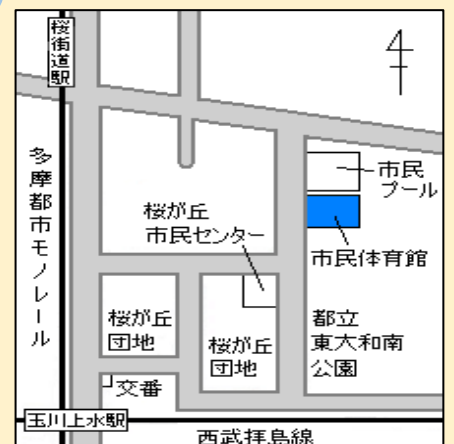 桜街道駅
多摩都市モノレール
市民
プール
桜が丘
市民センター
市民体育館
桜が丘
団地
桜が丘
団地
都立
東大和南
公園
交番
玉川上水駅
西武拝島線